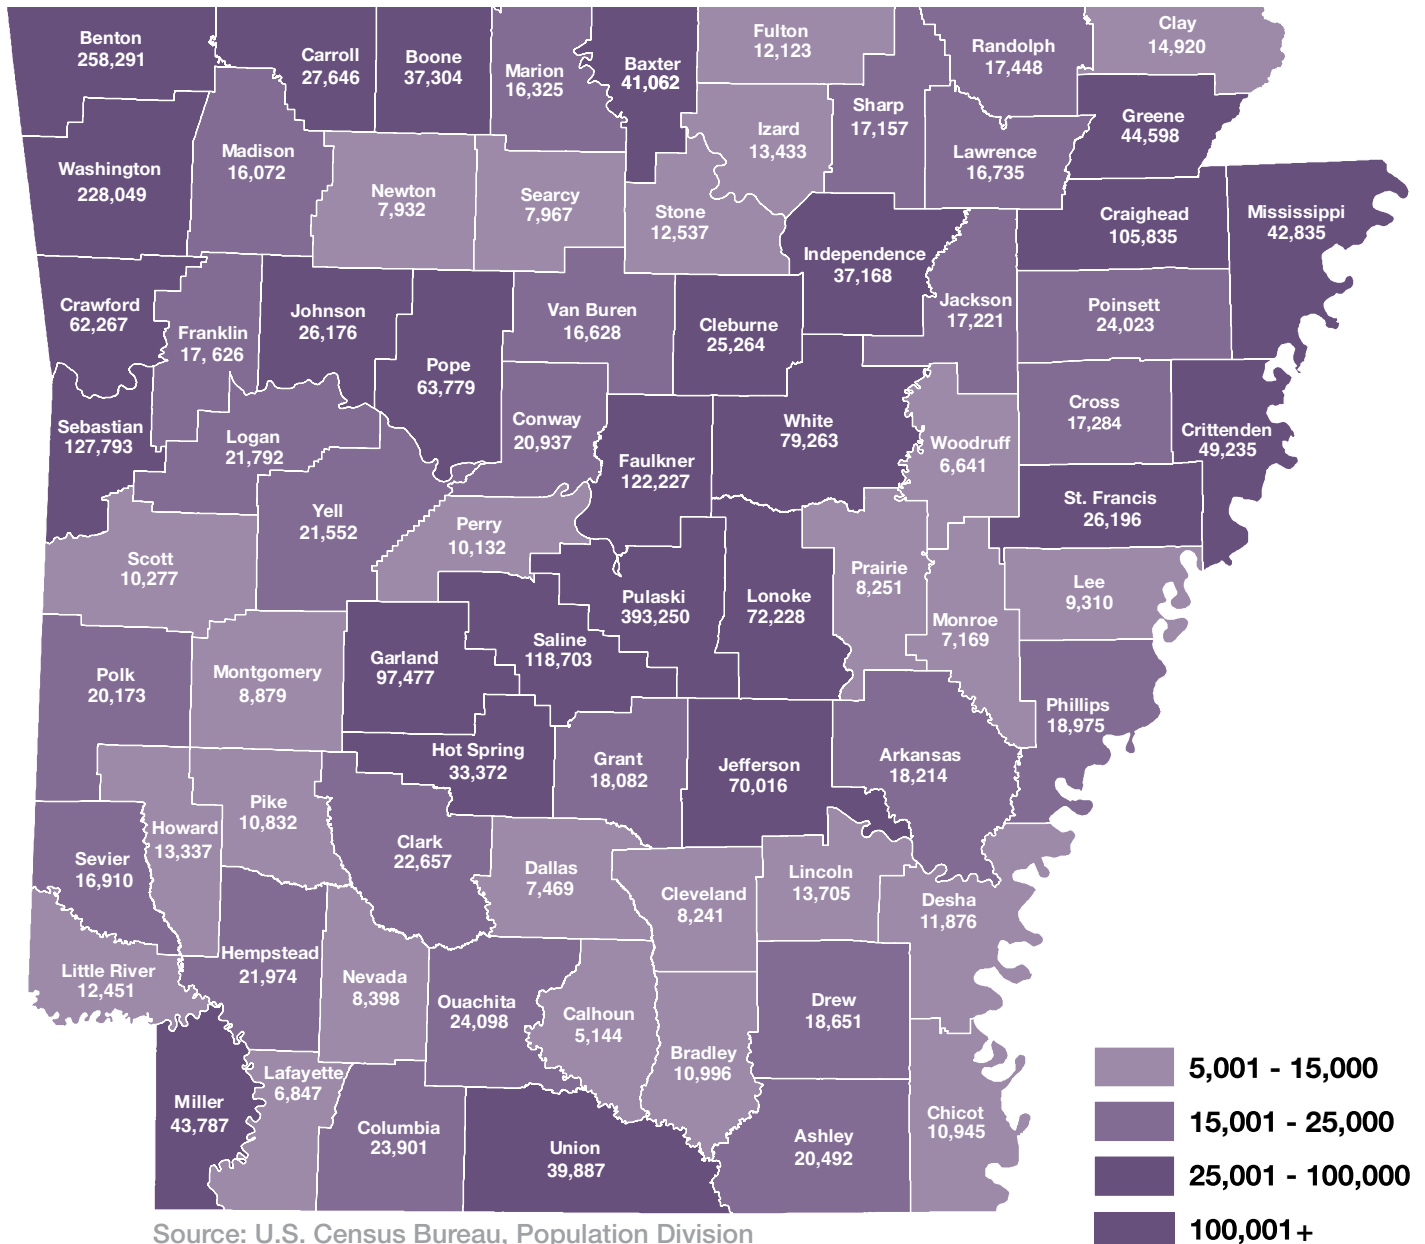 Benton
258,291
Carroll
27,646
Boone
37,304
Marion
16,325
Baxter
41,062
Fulton
12,123
Randolph
17,448
Clay
14,920
Sharp
17,157
Izard
13,433
Greene
44,598
Lawrence
16,735
Washington
228,049
Madison
16,072
Newton
7,932
Searcy
7,967
Stone
12,537
Independence
37,168
Craighead
105,835
Mississippi
42,835
Crawford
62,267
Franklin
17, 626
Johnson
26,176
Pope
63,779
Van Buren
16,628
Cleburne
25,264
Jackson
17,221
Poinsett
24,023
Sebastian
127,793
Logan
21,792
Conway
20,937
Faulkner
122,227
White
79,263
Woodruff
6,641
Cross
17,284
Crittenden
49,235
St. Francis
26,196
Scott
10,277
Yell
21,552
Perry
10,132
Pulaski
393,250
Lonoke
72,228
Prairie
8,251
Monroe
7,169
Lee
9,310
Polk
20,173
Montgomery
8,879
Garland
97,477
Saline
118,703
Phillips
18,975
Hot Spring
33,372
Grant
18,082
Jefferson
70,016
Arkansas
18,214
Sevier
16,910
Howard
13,337
Pike
10,832
Clark
22,657
Dallas
7,469
Cleveland
8,241
Lincoln
13,705
Desha
11,876
Little River
12,451
Hempstead
21,974
Nevada
8,398
Ouachita
24,098
Calhoun
5,144
Bradley
10,996
Drew
18,651
Miller
43,787
Lafayette
6,847
Columbia
23,901
Union
39,887
Ashley
20,492
Chicot
10,945
5,001 - 15,000
15,001 - 25,000
25,001 - 100,000
100,001+
Source: U.S. Census Bureau, Population Division